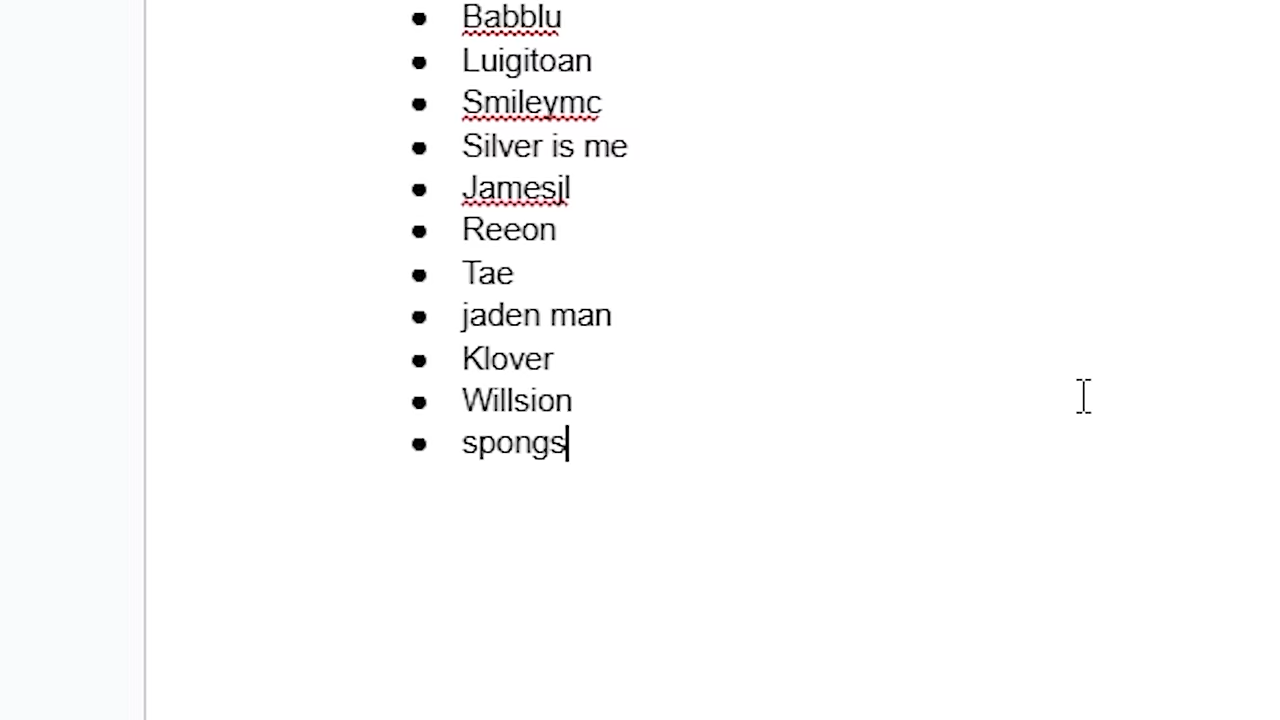 ● Babblu
● Luigitoan
● Smileymc
● Silver is me
● Jamesjl
● Reeon
● Tae
● jaden man
● Klover
● Willsion
● spongs